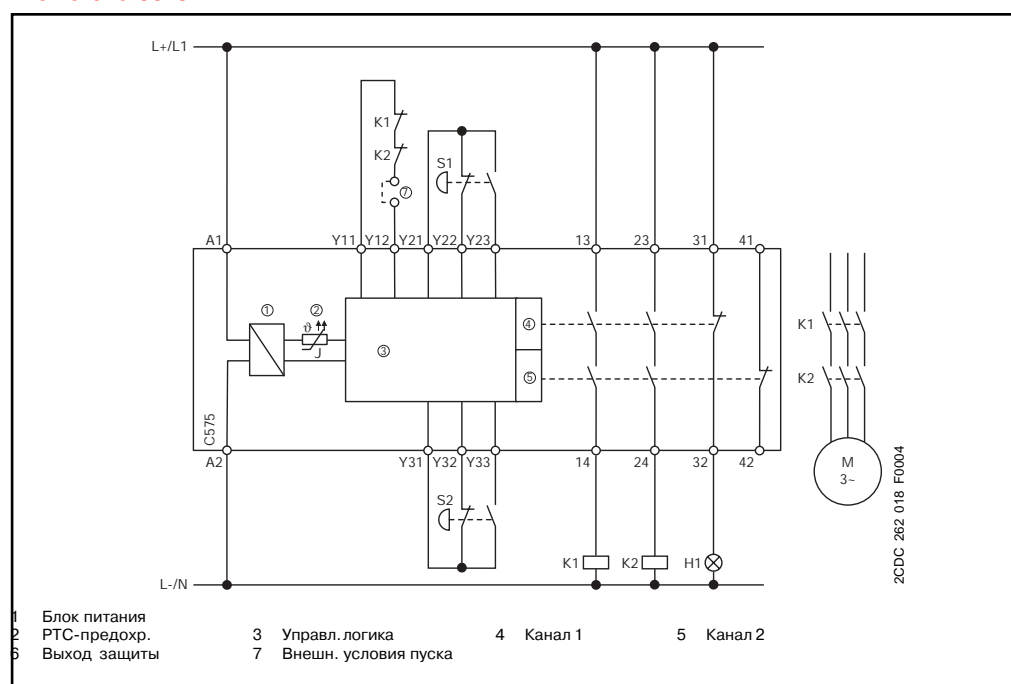 L+/L1
K1
K2
S1
7
A1 Y11 Y12 Y21 Y22 Y23 13 23 31 41
1 2 4
ϑ
3
J
5
K1
K2
C575
A2 Y31 Y32 Y33 14 24 32 42
M
3~
S2
K1 K2 H1
L-/N
2CDC 262 018 F0004
1 Блок питания
2 РТС-предохр. 3 Управл.логика 4 Канал 1 5 Канал 2
6 Выход защиты 7 Внешн. условия пуска